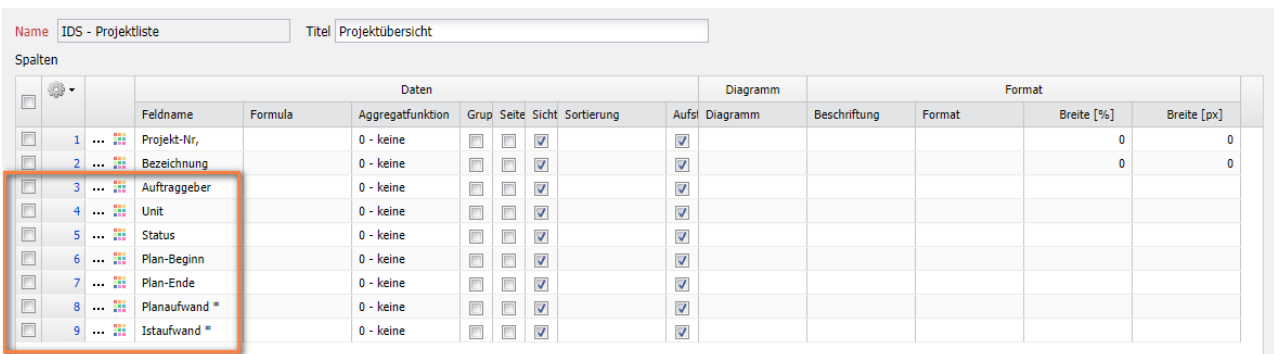 Name IDS - Projektliste Titel Projektübersicht
Spalten
Daten Diagramm Format
Feldname Formula Aggregatfunktion Grup Seite Sicht Sortierung Aufst Diagramm Beschriftung Format Breite [%] Breite [px]
1 ... Projekt-Nr, 0 - keine 0 0
2 ... Bezeichnung 0 - keine 0 0
3 ... Auftraggeber 0 - keine
4 ... Unit 0 - keine
5 ... Status 0 - keine
6 ... Plan-Beginn 0 - keine
7 ... Plan-Ende 0 - keine
8 ... Planaufwand * 0 - keine
9 ... Istaufwand * 0 - keine